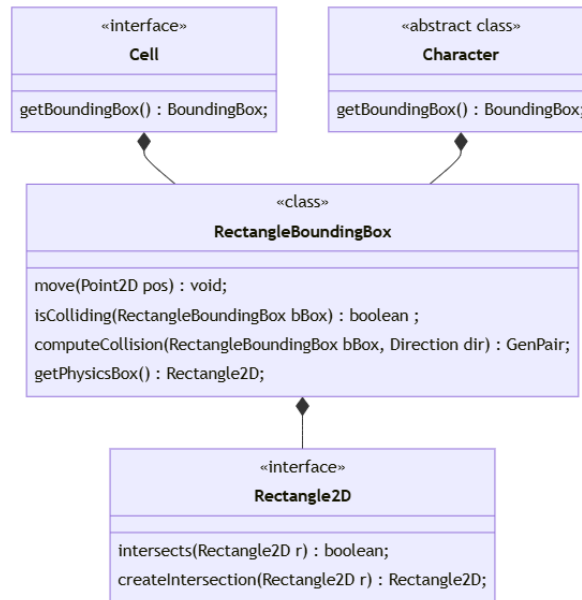 «interface»
Cell
getBoundingBox() : BoundingBox;
«abstract class»
Character
getBoundingBox() : BoundingBox;
«class»
RectangleBoundingBox
move(Point2D pos) : void;
isColliding(RectangleBoundingBox bBox) : boolean ;
computeCollision(RectangleBoundingBox bBox, Direction dir) : GenPair;
getPhysicsBox() : Rectangle2D;
«interface»
Rectangle2D
intersects(Rectangle2D r) : boolean;
createIntersection(Rectangle2D r) : Rectangle2D;